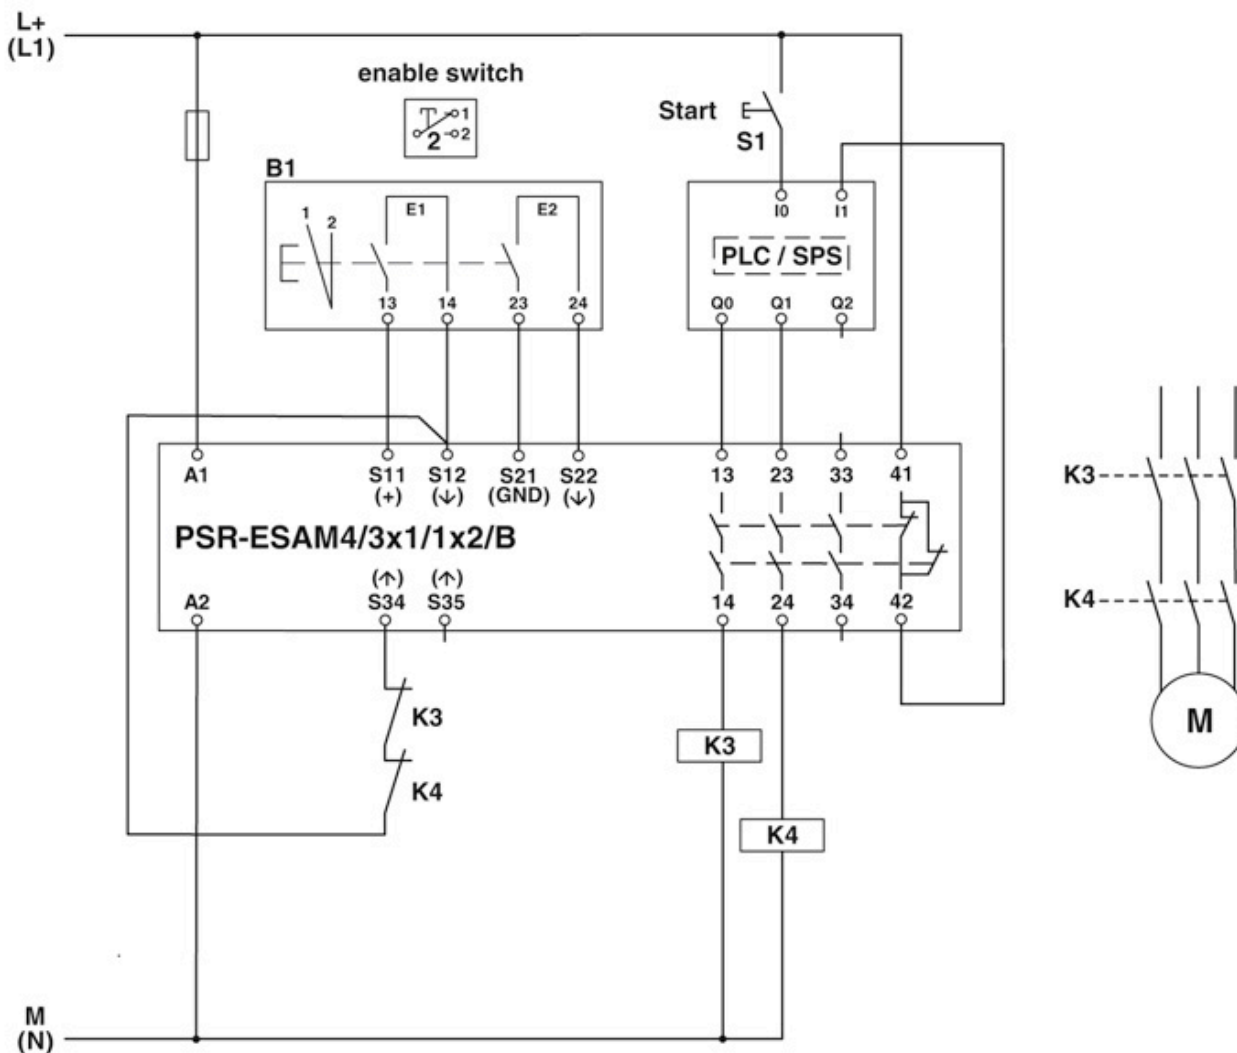 L+
(L1)
enable switch
1
2 2
Start
S1
B1
1
2
E1
E2
13 14 23 24
I0 I1
PLC / SPS
Q0 Q1 Q2
A1 S11 S12 S21 S22 13 23 33 41
(+) (↓) (GND) (↓)
PSR-ESAM4/3x1/1x2/B
(↑) (↑)
A2 S34 S35 14 24 34 42
K3
K4
K3
K4
K3
K4
M
M
(N)